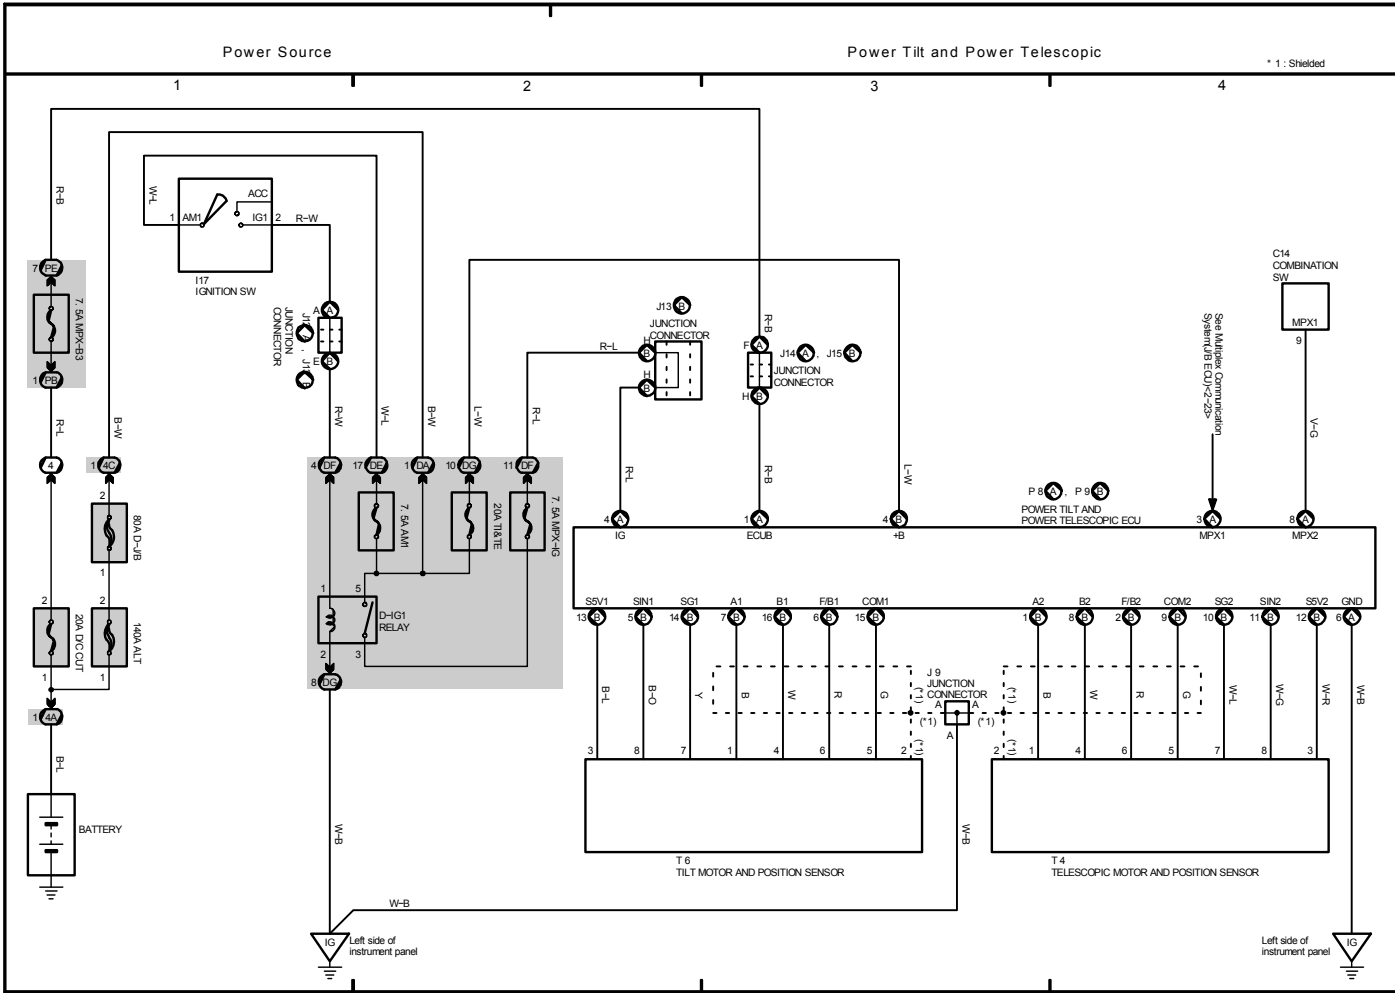 Power Source
Power Tilt and Power Telescopic
* 1 : Shielded
1
2
3
4
R-B
W-L
ACC
1
AM1
IG1
2
R-W
I17
IGNITION SW
7
PE
7. 5A MPX-B3
1
PB
R-L
B-W
A
A
E
B
JUNCTION
CONNECTOR
R-W
W-L
B-W
L-W
R-L
J13
B
JUNCTION
CONNECTOR
H
B
H
B
R-L
R-L
R-B
F
A
J14
A
, J15
B
JUNCTION
CONNECTOR
H
B
R-B
L-W
C14
COMBINATION
SW
MPX1
9
V-G
See Multiplex Communication
System(J/B ECU)<2-23>
4
1
4C
4
DF
17
DE
1
DA
10
DG
11
DF
2
80A D-J/B
1
7. 5A AM1
20A TI&TE
7. 5A MPX-IG
P 8
A
, P 9
B
POWER TILT AND
POWER TELESCOPIC ECU
4
A
IG
1
A
ECUB
4
B
+B
3
A
MPX1
8
A
MPX2
1
5
D-IG1
RELAY
2
3
8
DG
2
20A D/C CUT
1
2
140A ALT
1
1
4A
B-L
BATTERY
S5V1
SIN1
SG1
A1
B1
F/B1
COM1
A2
B2
F/B2
COM2
SG2
SIN2
S5V2
GND
13
B
5
B
14
B
7
B
16
B
6
B
15
B
1
B
8
B
2
B
9
B
10
B
11
B
12
B
6
A
J 9
JUNCTION
CONNECTOR
B-L
B-O
Y
B
W
R
G
(*1)
A
A
(*1)
B
W
R
G
W-L
W-G
W-R
W-B
(*1)
A
(*1)
(*1)
(*1)
3
8
7
1
4
6
5
2
2
1
4
6
5
7
8
3
T 6
TILT MOTOR AND POSITION SENSOR
T 4
TELESCOPIC MOTOR AND POSITION SENSOR
W-B
W-B
W-B
IG
Left side of
instrument panel
Left side of
instrument panel
IG